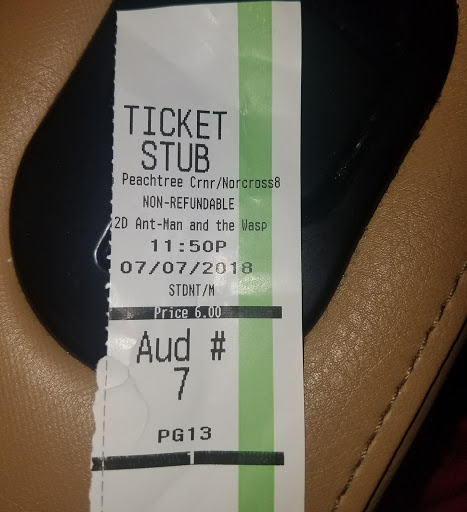 TICKET
STUB
Peachtree Crnr/Norcross8
NON-REFUNDABLE
2D Ant-Man and the Wasp
11:50P
07/07/2018
STDNT/M
Price 6.00
Aud #
7
PG13